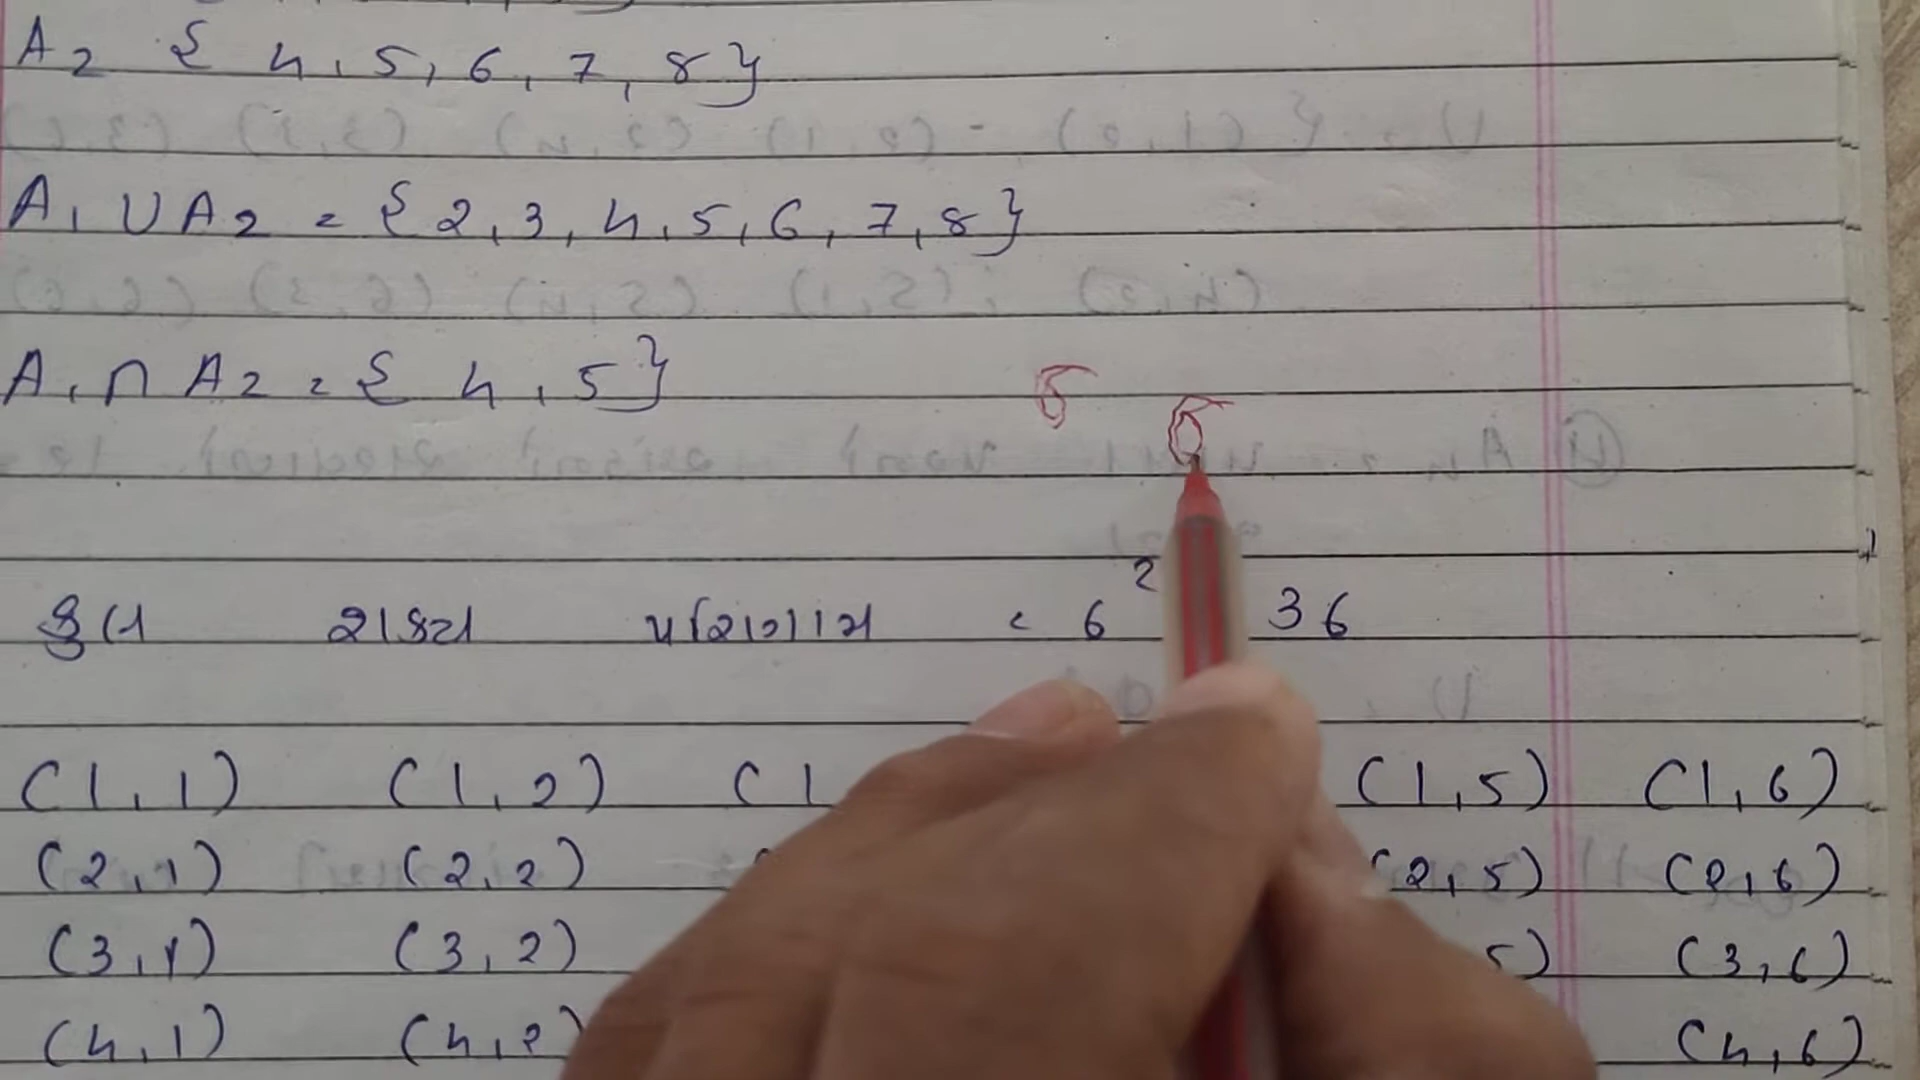 A2 { 4, 5, 6, 7, 8 }
A1 ∪ A2 = { 2, 3, 4, 5, 6, 7, 8 }
A1 ∩ A2 = { 4, 5 }
6 6
કુલ શક્ય પરિણામ = 6² 36
(1,1) (1,2) (1 (1,5) (1,6)
(2,1) (2,2) (2,5) (2,6)
(3,1) (3,2) 5) (3,6)
(4,1) (4,2) (4,6)